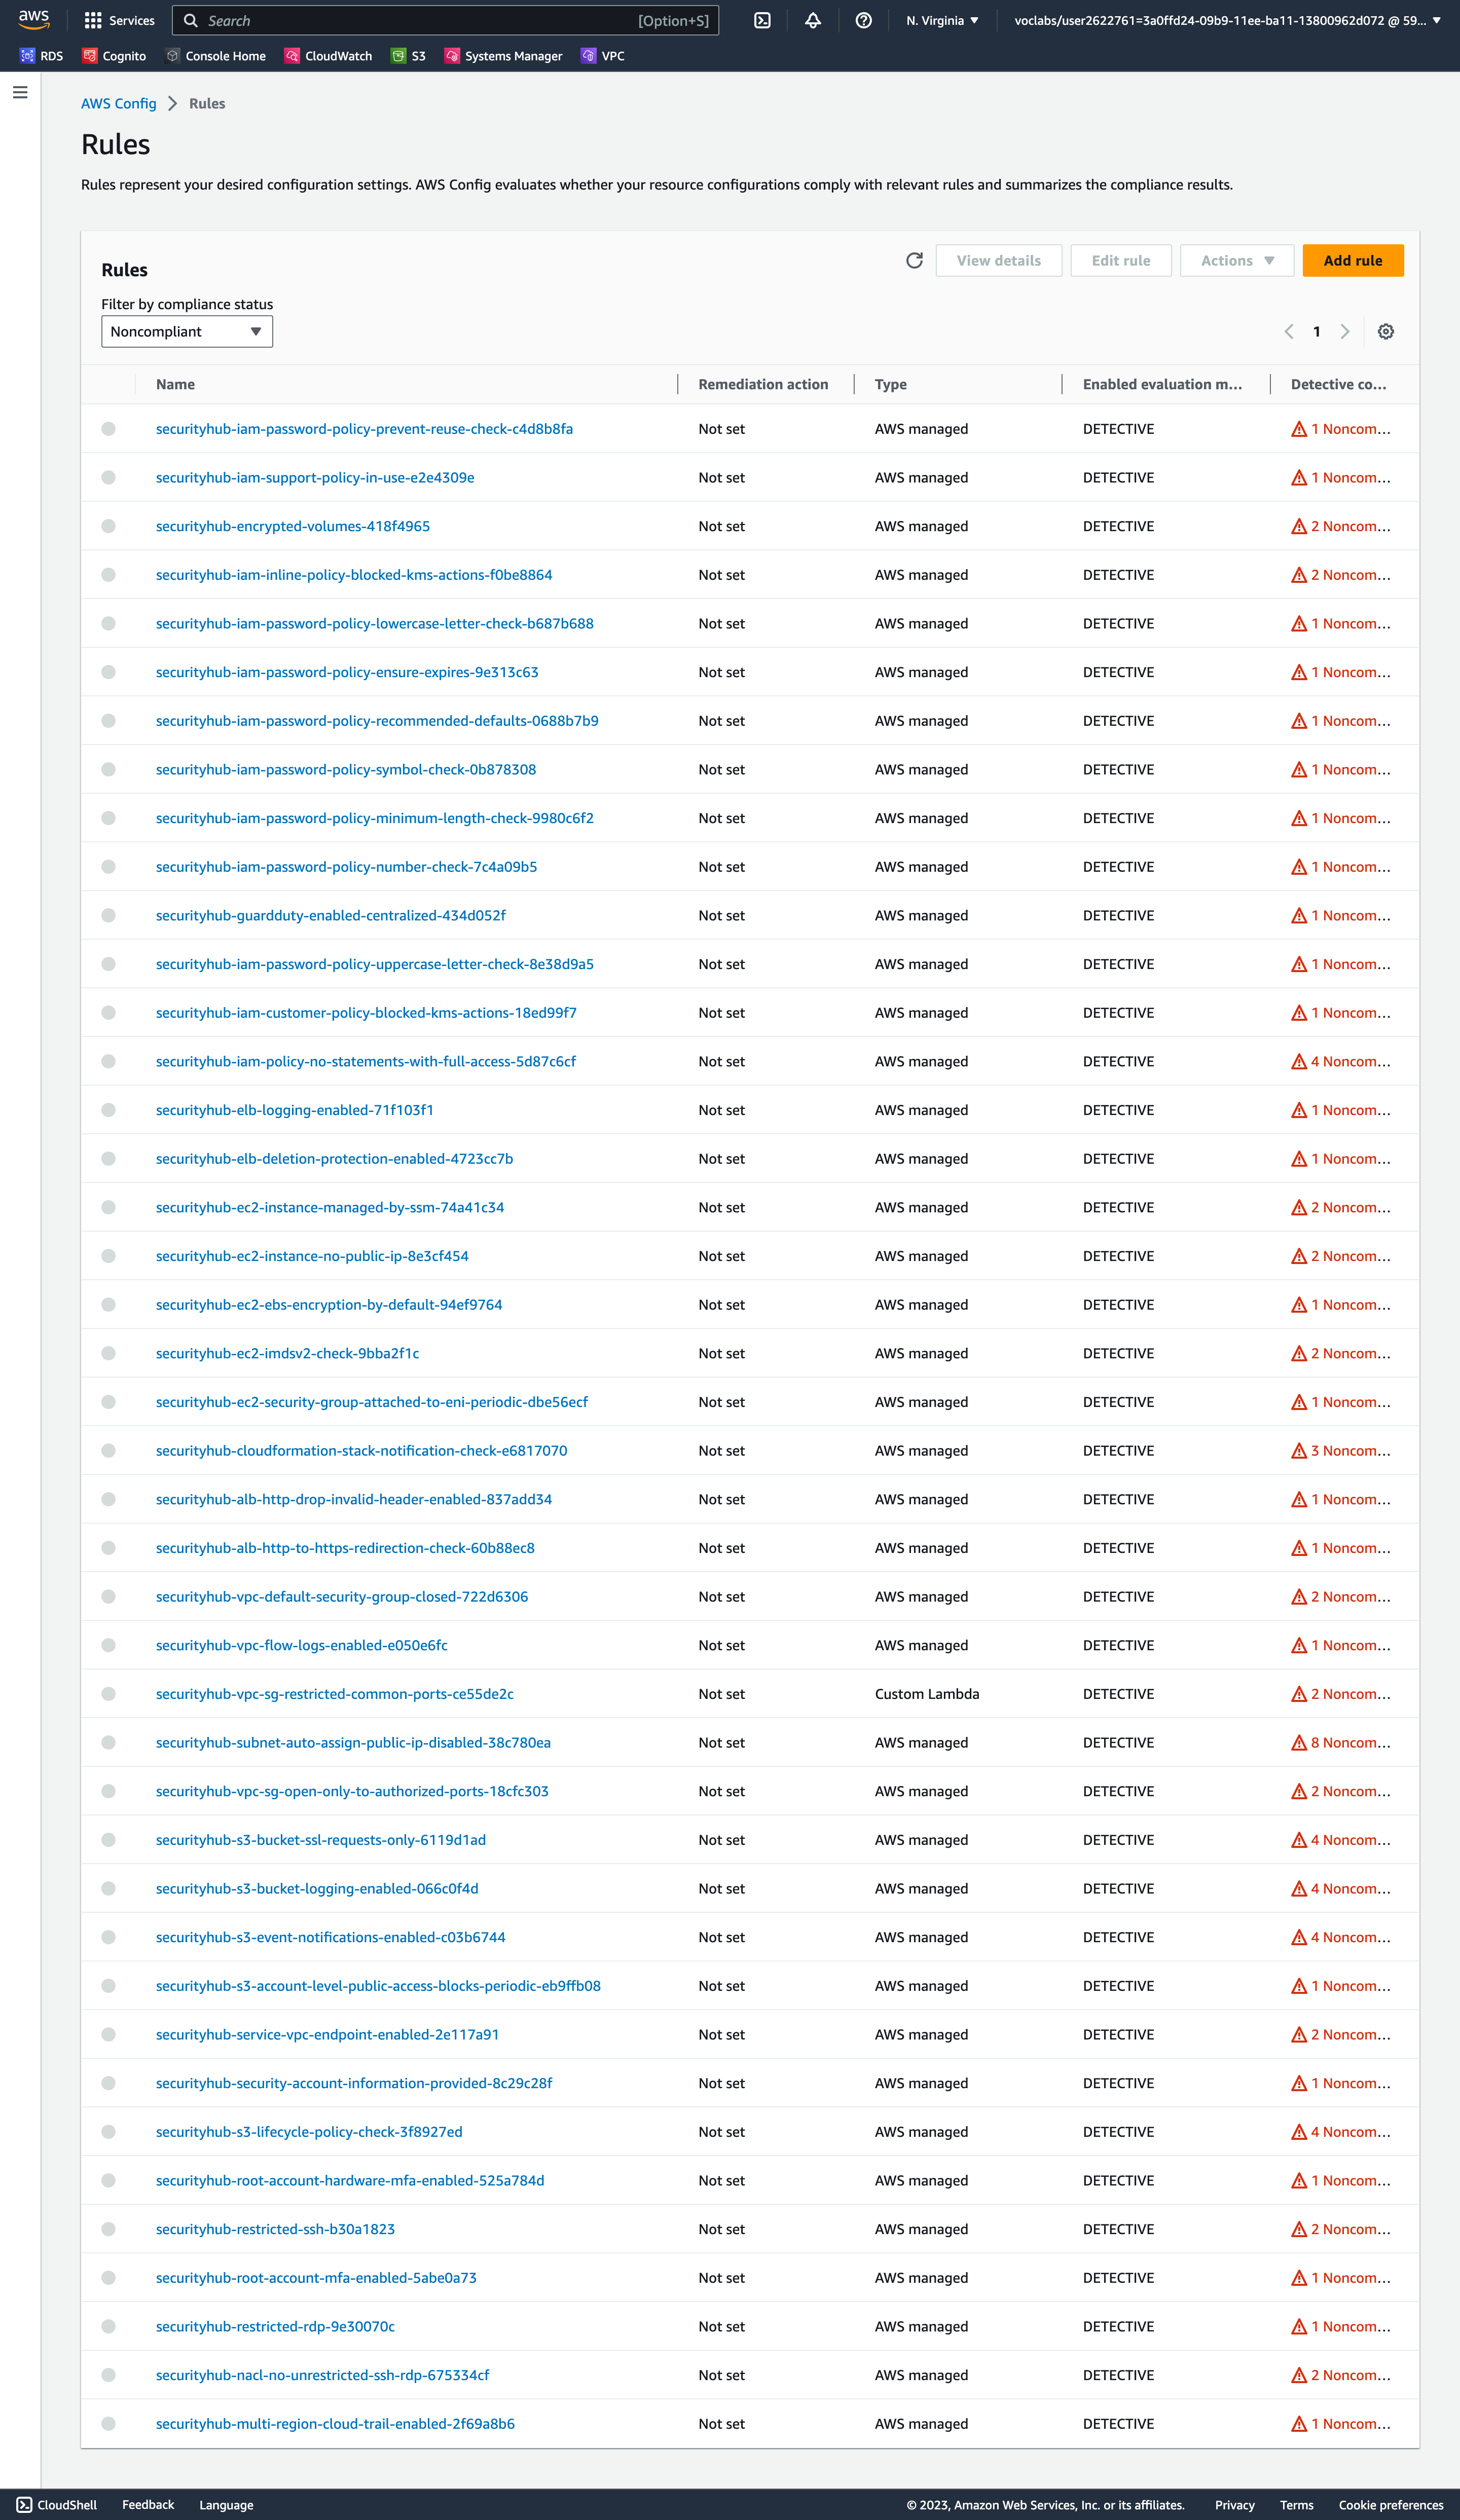 aws Services Search [Option+S] N. Virginia voclabs/user2622761=3a0ffd24-09b9-11ee-ba11-13800962d072 @ 59...
RDS Cognito Console Home CloudWatch S3 Systems Manager VPC
AWS Config Rules
Rules
Rules represent your desired configuration settings. AWS Config evaluates whether your resource configurations comply with relevant rules and summarizes the compliance results.
Rules View details Edit rule Actions Add rule
Filter by compliance status
Noncompliant 1
Name Remediation action Type Enabled evaluation m... Detective co...
securityhub-iam-password-policy-prevent-reuse-check-c4d8b8fa Not set AWS managed DETECTIVE 1 Noncom...
securityhub-iam-support-policy-in-use-e2e4309e Not set AWS managed DETECTIVE 1 Noncom...
securityhub-encrypted-volumes-418f4965 Not set AWS managed DETECTIVE 2 Noncom...
securityhub-iam-inline-policy-blocked-kms-actions-f0be8864 Not set AWS managed DETECTIVE 2 Noncom...
securityhub-iam-password-policy-lowercase-letter-check-b687b688 Not set AWS managed DETECTIVE 1 Noncom...
securityhub-iam-password-policy-ensure-expires-9e313c63 Not set AWS managed DETECTIVE 1 Noncom...
securityhub-iam-password-policy-recommended-defaults-0688b7b9 Not set AWS managed DETECTIVE 1 Noncom...
securityhub-iam-password-policy-symbol-check-0b878308 Not set AWS managed DETECTIVE 1 Noncom...
securityhub-iam-password-policy-minimum-length-check-9980c6f2 Not set AWS managed DETECTIVE 1 Noncom...
securityhub-iam-password-policy-number-check-7c4a09b5 Not set AWS managed DETECTIVE 1 Noncom...
securityhub-guardduty-enabled-centralized-434d052f Not set AWS managed DETECTIVE 1 Noncom...
securityhub-iam-password-policy-uppercase-letter-check-8e38d9a5 Not set AWS managed DETECTIVE 1 Noncom...
securityhub-iam-customer-policy-blocked-kms-actions-18ed99f7 Not set AWS managed DETECTIVE 1 Noncom...
securityhub-iam-policy-no-statements-with-full-access-5d87c6cf Not set AWS managed DETECTIVE 4 Noncom...
securityhub-elb-logging-enabled-71f103f1 Not set AWS managed DETECTIVE 1 Noncom...
securityhub-elb-deletion-protection-enabled-4723cc7b Not set AWS managed DETECTIVE 1 Noncom...
securityhub-ec2-instance-managed-by-ssm-74a41c34 Not set AWS managed DETECTIVE 2 Noncom...
securityhub-ec2-instance-no-public-ip-8e3cf454 Not set AWS managed DETECTIVE 2 Noncom...
securityhub-ec2-ebs-encryption-by-default-94ef9764 Not set AWS managed DETECTIVE 1 Noncom...
securityhub-ec2-imdsv2-check-9bba2f1c Not set AWS managed DETECTIVE 2 Noncom...
securityhub-ec2-security-group-attached-to-eni-periodic-dbe56ecf Not set AWS managed DETECTIVE 1 Noncom...
securityhub-cloudformation-stack-notification-check-e6817070 Not set AWS managed DETECTIVE 3 Noncom...
securityhub-alb-http-drop-invalid-header-enabled-837add34 Not set AWS managed DETECTIVE 1 Noncom...
securityhub-alb-http-to-https-redirection-check-60b88ec8 Not set AWS managed DETECTIVE 1 Noncom...
securityhub-vpc-default-security-group-closed-722d6306 Not set AWS managed DETECTIVE 2 Noncom...
securityhub-vpc-flow-logs-enabled-e050e6fc Not set AWS managed DETECTIVE 1 Noncom...
securityhub-vpc-sg-restricted-common-ports-ce55de2c Not set Custom Lambda DETECTIVE 2 Noncom...
securityhub-subnet-auto-assign-public-ip-disabled-38c780ea Not set AWS managed DETECTIVE 8 Noncom...
securityhub-vpc-sg-open-only-to-authorized-ports-18cfc303 Not set AWS managed DETECTIVE 2 Noncom...
securityhub-s3-bucket-ssl-requests-only-6119d1ad Not set AWS managed DETECTIVE 4 Noncom...
securityhub-s3-bucket-logging-enabled-066c0f4d Not set AWS managed DETECTIVE 4 Noncom...
securityhub-s3-event-notifications-enabled-c03b6744 Not set AWS managed DETECTIVE 4 Noncom...
securityhub-s3-account-level-public-access-blocks-periodic-eb9ffb08 Not set AWS managed DETECTIVE 1 Noncom...
securityhub-service-vpc-endpoint-enabled-2e117a91 Not set AWS managed DETECTIVE 2 Noncom...
securityhub-security-account-information-provided-8c29c28f Not set AWS managed DETECTIVE 1 Noncom...
securityhub-s3-lifecycle-policy-check-3f8927ed Not set AWS managed DETECTIVE 4 Noncom...
securityhub-root-account-hardware-mfa-enabled-525a784d Not set AWS managed DETECTIVE 1 Noncom...
securityhub-restricted-ssh-b30a1823 Not set AWS managed DETECTIVE 2 Noncom...
securityhub-root-account-mfa-enabled-5abe0a73 Not set AWS managed DETECTIVE 1 Noncom...
securityhub-restricted-rdp-9e30070c Not set AWS managed DETECTIVE 1 Noncom...
securityhub-nacl-no-unrestricted-ssh-rdp-675334cf Not set AWS managed DETECTIVE 2 Noncom...
securityhub-multi-region-cloud-trail-enabled-2f69a8b6 Not set AWS managed DETECTIVE 1 Noncom...
CloudShell Feedback Language © 2023, Amazon Web Services, Inc. or its affiliates. Privacy Terms Cookie preferences